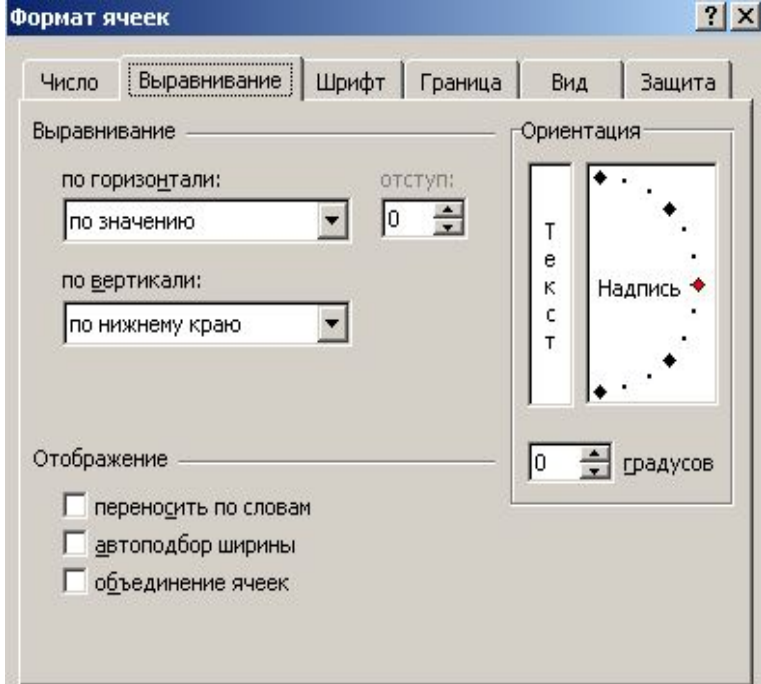 Формат ячеек
Число Выравнивание Шрифт Граница Вид Защита
Выравнивание
по горизонтали:
отступ:
по значению
0
по вертикали:
по нижнему краю
Ориентация
Текст
Надпись
0 градусов
Отображение
переносить по словам
автоподбор ширины
объединение ячеек